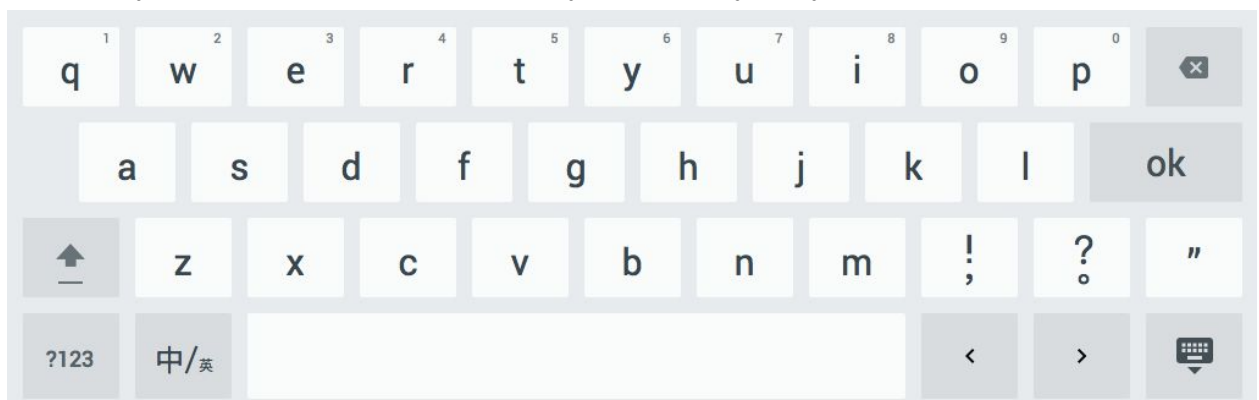 q 1 w 2 e 3 r 4 t 5 y 6 u 7 i 8 o 9 p 0
a s d f g h j k l ok
z x c v b n m ! , ? 。 "
?123 中/英 < >